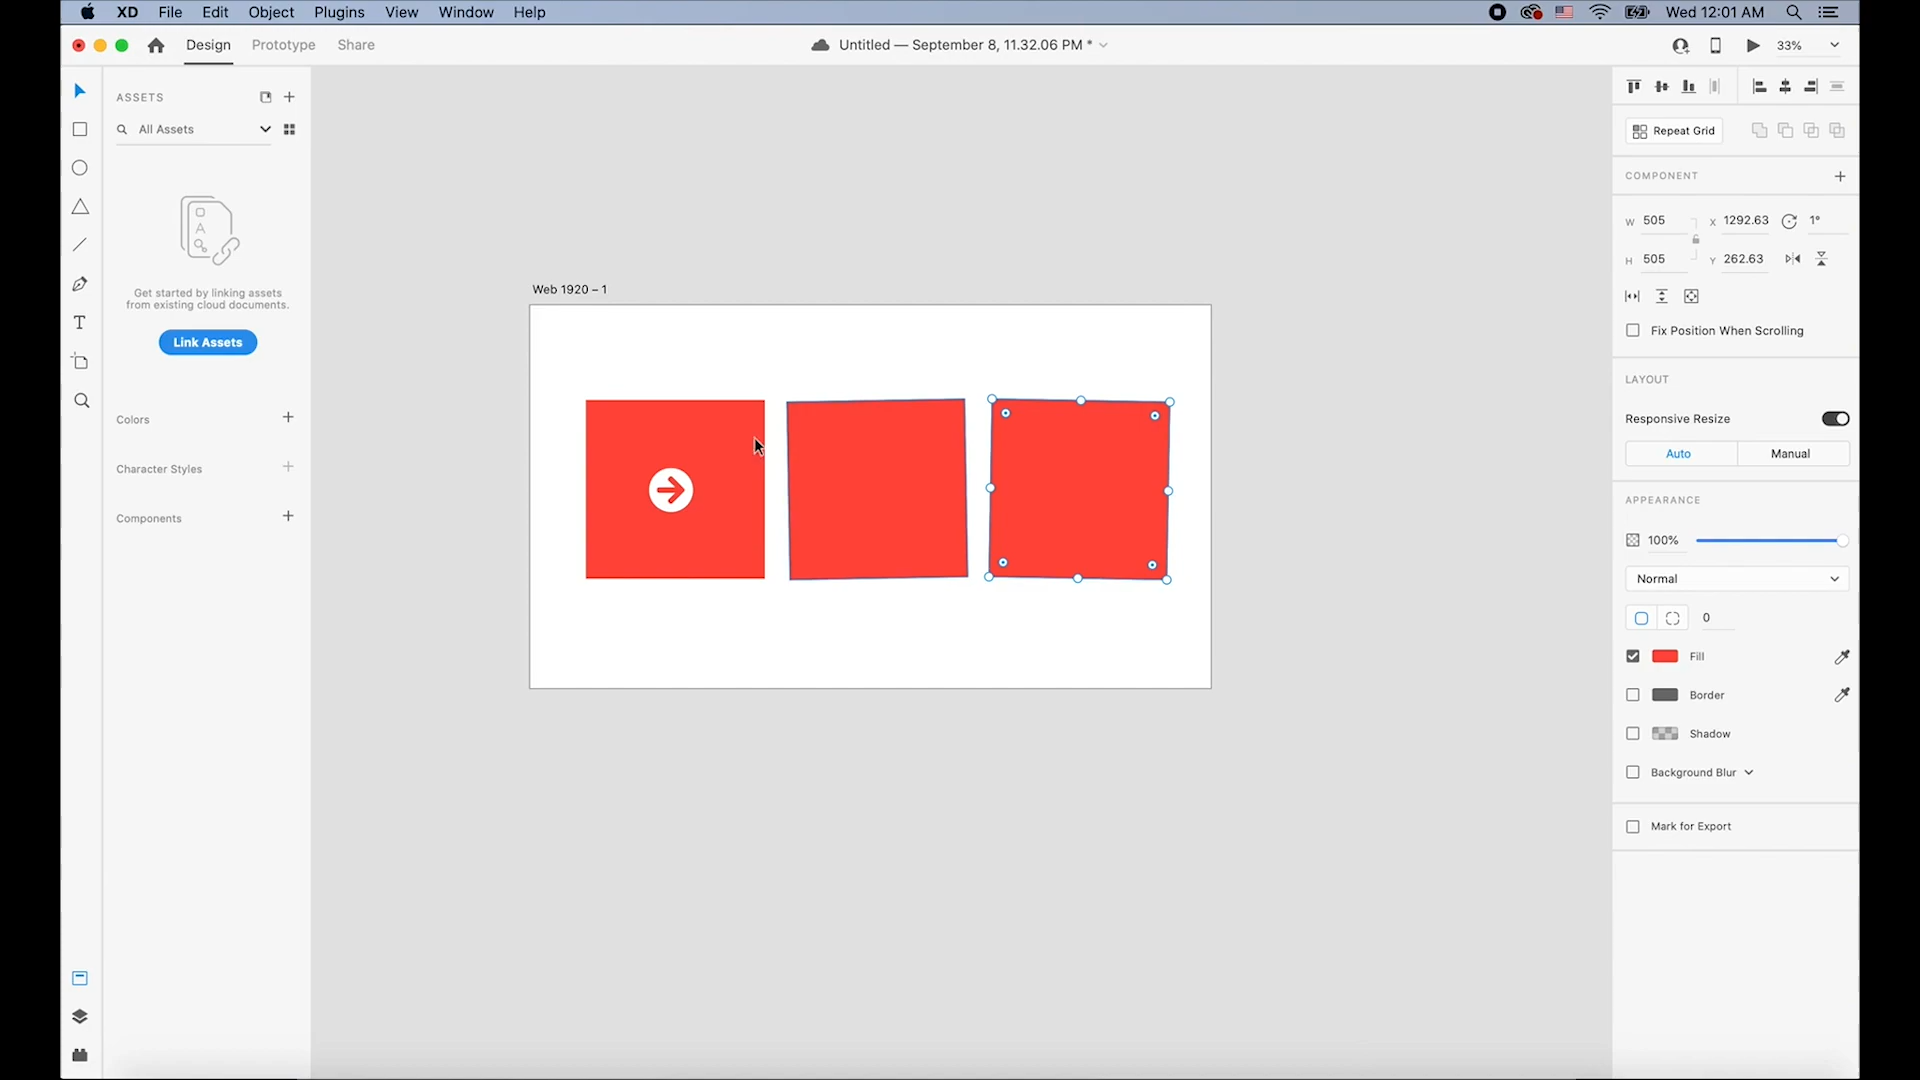 XD File Edit Object Plugins View Window Help Wed 12:01 AM
Design Prototype Share Untitled — September 8, 11.32.06 PM * 33%
ASSETS
All Assets
A
Get started by linking assets
from existing cloud documents.
Link Assets
Colors
Character Styles
Components
T
Web 1920 – 1
Repeat Grid
COMPONENT
W 505 X 1292.63 1°
H 505 Y 262.63
Fix Position When Scrolling
LAYOUT
Responsive Resize
Auto Manual
APPEARANCE
100%
Normal
0
Fill
Border
Shadow
Background Blur
Mark for Export